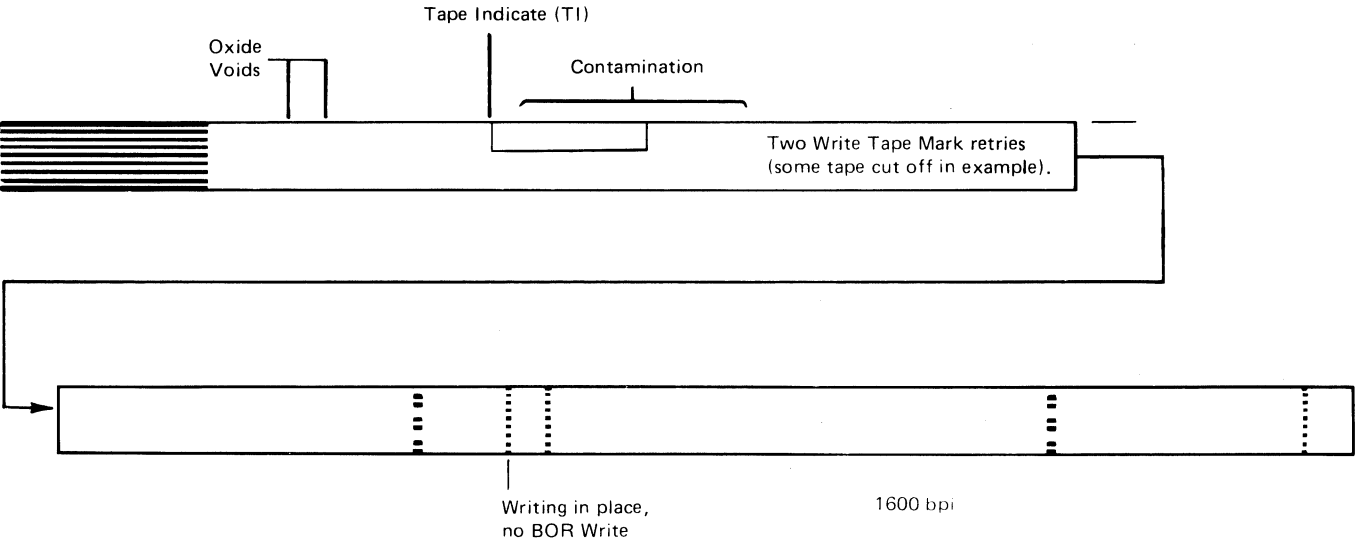 Tape Indicate (TI)
Oxide
Voids
Contamination
Two Write Tape Mark retries
(some tape cut off in example).
Writing in place,
no BOR Write
1600 bpi